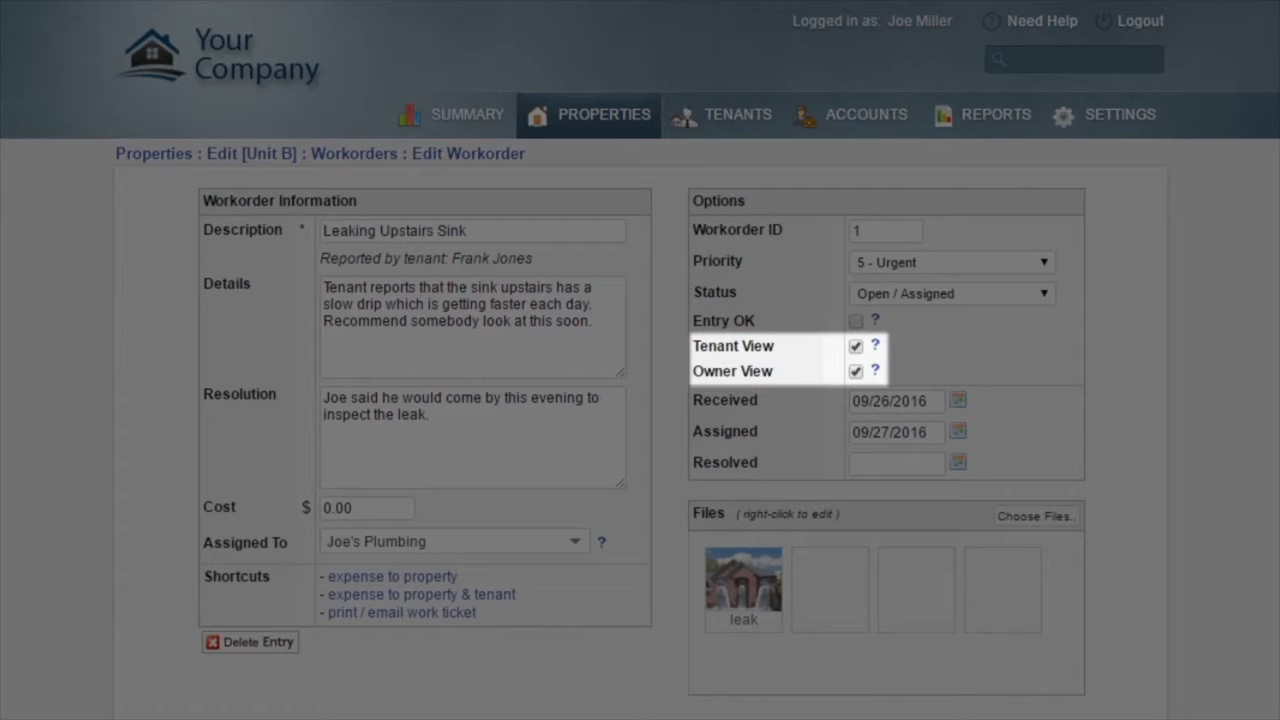 Your
Company
Logged in as: Joe Miller
Need Help
Logout
SUMMARY
PROPERTIES
TENANTS
ACCOUNTS
REPORTS
SETTINGS
Properties : Edit [Unit B] : Workorders : Edit Workorder
Workorder Information
Description * Leaking Upstairs Sink
Reported by tenant: Frank Jones
Details
Tenant reports that the sink upstairs has a
slow drip which is getting faster each day.
Recommend somebody look at this soon.
Resolution
Joe said he would come by this evening to
inspect the leak.
Cost $ 0.00
Assigned To Joe's Plumbing ?
Shortcuts
- expense to property
- expense to property & tenant
- print / email work ticket
Delete Entry
Options
Workorder ID 1
Priority 5 - Urgent
Status Open / Assigned
Entry OK ?
Tenant View ?
Owner View ?
Received 09/26/2016
Assigned 09/27/2016
Resolved
Files ( right-click to edit ) Choose Files..
leak